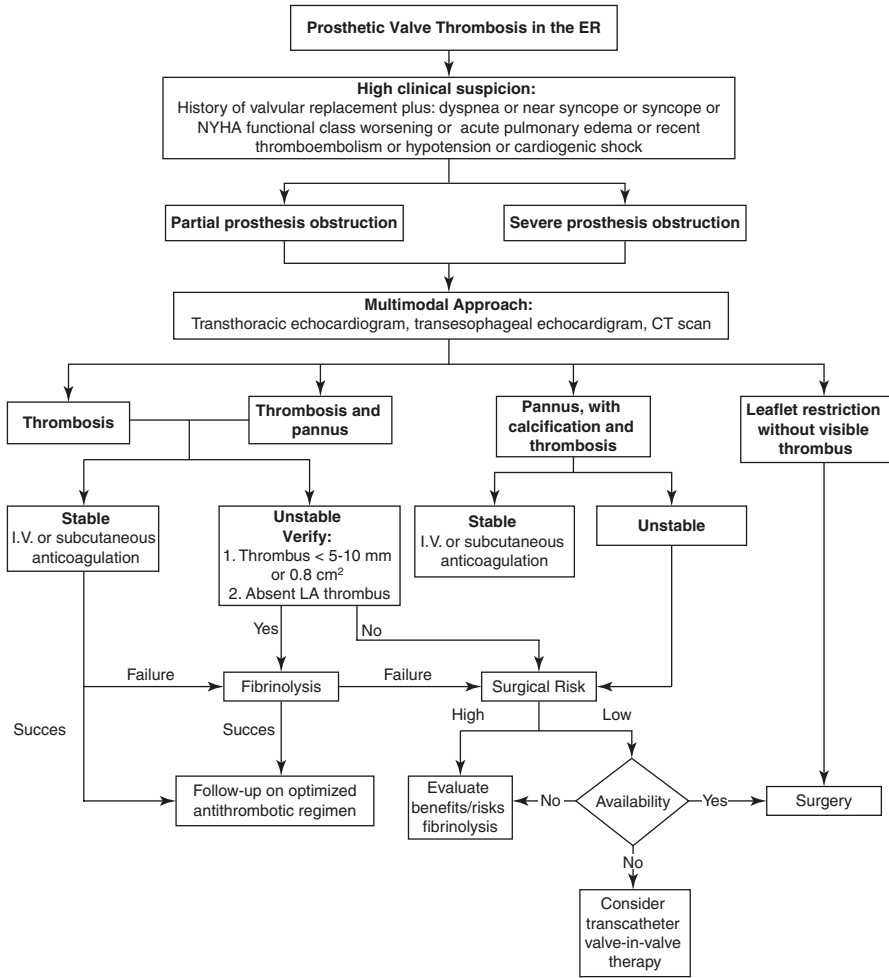 Prosthetic Valve Thrombosis in the ER
High clinical suspicion:
History of valvular replacement plus: dyspnea or near syncope or syncope or
NYHA functional class worsening or acute pulmonary edema or recent
thromboembolism or hypotension or cardiogenic shock
Partial prosthesis obstruction
Severe prosthesis obstruction
Multimodal Approach:
Transthoracic echocardiogram, transesophageal echocardigram, CT scan
Thrombosis
Thrombosis and
pannus
Pannus, with
calcification and
thrombosis
Leaflet restriction
without visible
thrombus
Stable
I.V. or subcutaneous
anticoagulation
Unstable
Verify:
1. Thrombus < 5-10 mm
or 0.8 cm²
2. Absent LA thrombus
Stable
I.V. or subcutaneous
anticoagulation
Unstable
Yes
No
Failure
Fibrinolysis
Failure
Surgical Risk
Succes
Succes
High
Low
Follow-up on optimized
antithrombotic regimen
Evaluate
benefits/risks
fibrinolysis
No
Availability
Yes
Surgery
No
Consider
transcatheter
valve-in-valve
therapy